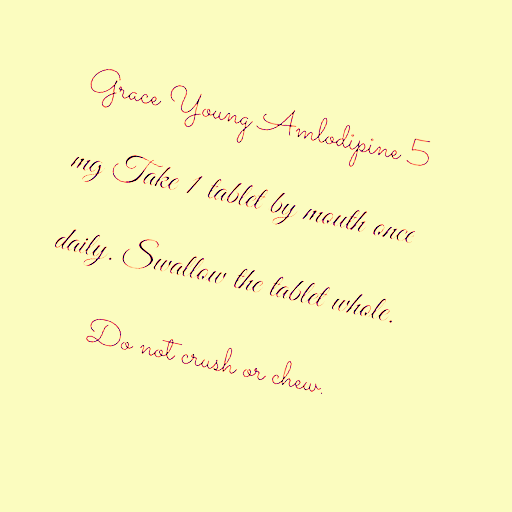 Grace Young Amlodipine 5
mg Take 1 tablet by mouth once
daily. Swallow the tablet whole.
Do not crush or chew.